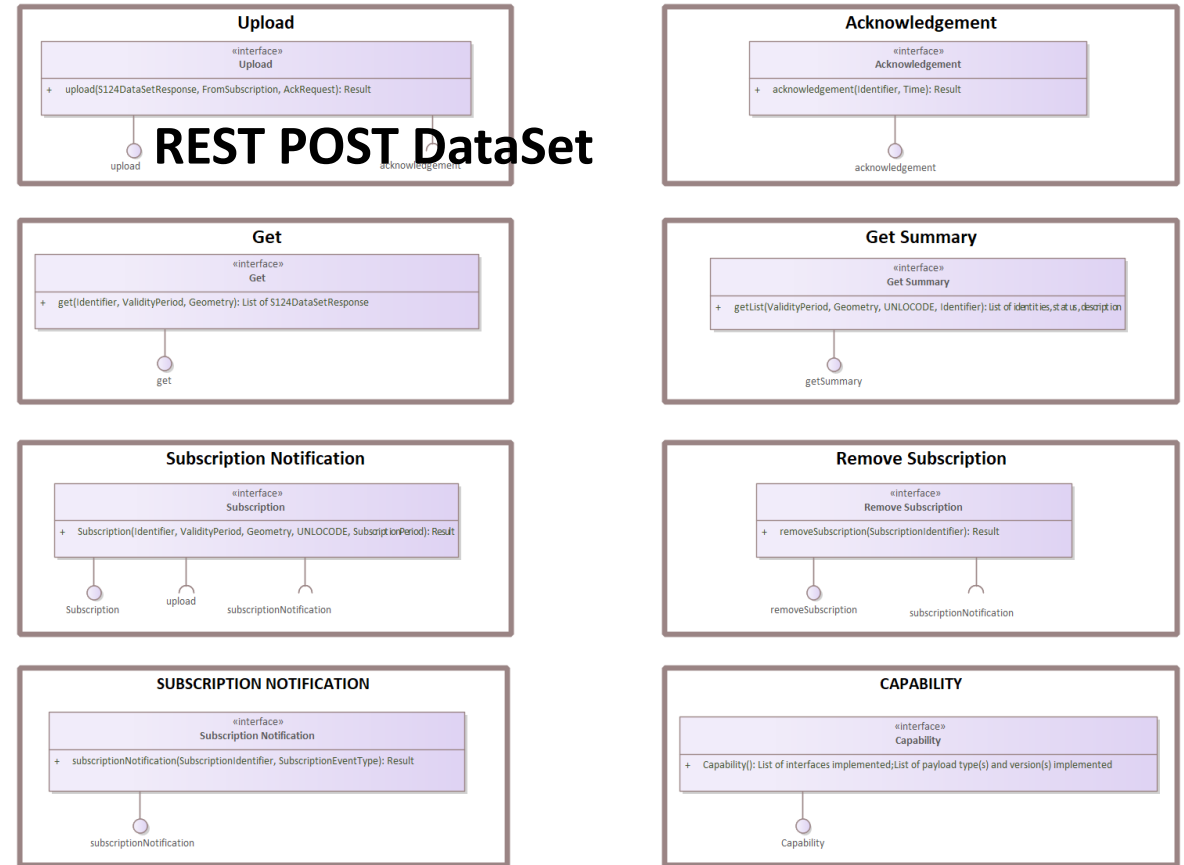 Upload
«interface»
Upload
+ upload(S124DataSetResponse, FromSubscription, AckRequest): Result
REST POST DataSet
upload
acknowledgement
Acknowledgement
«interface»
Acknowledgement
+ acknowledgement(Identifier, Time): Result
acknowledgement
Get
«interface»
Get
+ get(Identifier, ValidityPeriod, Geometry): List of S124DataSetResponse
get
Get Summary
«interface»
Get Summary
+ getList(ValidityPeriod, Geometry, UNLOCODE, Identifier): List of identities,status,description
getSummary
Subscription Notification
«interface»
Subscription
+ Subscription(Identifier, ValidityPeriod, Geometry, UNLOCODE, SubscriptionPeriod): Result
Subscription
upload
subscriptionNotification
Remove Subscription
«interface»
Remove Subscription
+ removeSubscription(SubscriptionIdentifier): Result
removeSubscription
subscriptionNotification
SUBSCRIPTION NOTIFICATION
«interface»
Subscription Notification
+ subscriptionNotification(SubscriptionIdentifier, SubscriptionEventType): Result
subscriptionNotification
CAPABILITY
«interface»
Capability
+ Capability(): List of interfaces implemented;List of payload type(s) and version(s) implemented
Capability